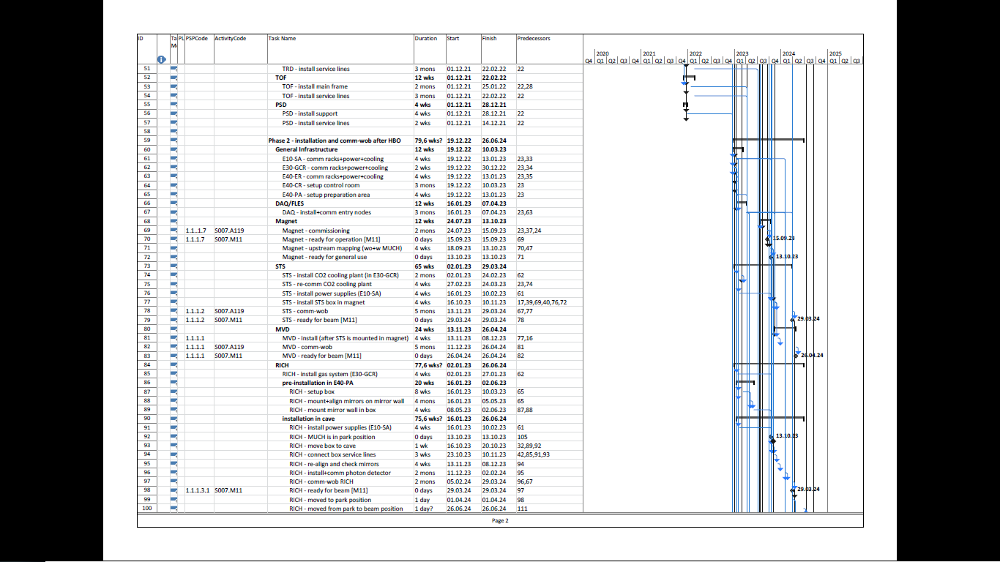 ID Ta PL PSPCode ActivityCode Task Name Duration Start Finish Predecessors
2020 2021 2022 2023 2024 2025
Q4 Q1 Q2 Q3 Q4 Q1 Q2 Q3 Q4 Q1 Q2 Q3 Q4 Q1 Q2 Q3 Q4 Q1 Q2 Q3 Q4 Q1 Q2 Q3
51 TRD - install service lines 3 mons 01.12.21 22.02.22 22
52 TOF 12 wks 01.12.21 22.02.22
53 TOF - install main frame 2 mons 01.12.21 25.01.22 22,28
54 TOF - install service lines 3 mons 01.12.21 22.02.22 22
55 PSD 4 wks 01.12.21 28.12.21
56 PSD - install support 4 wks 01.12.21 28.12.21 22
57 PSD - install service lines 2 wks 01.12.21 14.12.21 22
58
59 Phase 2 - installation and comm-wob after HBO 79,6 wks? 19.12.22 26.06.24
60 General Infrastructure 12 wks 19.12.22 10.03.23
61 E10-SA - comm racks+power+cooling 4 wks 19.12.22 13.01.23 23,33
62 E30-GCR - comm racks+power+cooling 2 wks 19.12.22 30.12.22 23,34
63 E40-ER - comm racks+power+cooling 4 wks 19.12.22 13.01.23 23,35
64 E40-CR - setup control room 3 mons 19.12.22 10.03.23 23
65 E40-PA - setup preparation area 4 wks 19.12.22 13.01.23 23
66 DAQ/FLES 12 wks 16.01.23 07.04.23
67 DAQ - install+comm entry nodes 3 mons 16.01.23 07.04.23 23,63
68 Magnet 12 wks 24.07.23 13.10.23
69 1.1..1.7 S007.A119 Magnet - commissioning 2 mons 24.07.23 15.09.23 23,37,24
70 1.1.1.7 S007.M11 Magnet - ready for operation [M11] 0 days 15.09.23 15.09.23 69 15.09.23
71 Magnet - upstream mapping (wo+w MUCH) 4 wks 18.09.23 13.10.23 70,47
72 Magnet - ready for general use 0 days 13.10.23 13.10.23 71 13.10.23
73 STS 65 wks 02.01.23 29.03.24
74 STS - install CO2 cooling plant (in E30-GCR) 2 mons 02.01.23 24.02.23 62
75 STS - re-comm CO2 cooling plant 4 wks 27.02.23 24.03.23 23,74
76 STS - install power supplies (E10-SA) 4 wks 16.01.23 10.02.23 61
77 STS - install STS box in magnet 4 wks 16.10.23 10.11.23 17,39,69,40,76,72
78 1.1.1.2 S007.A119 STS - comm-wob 5 mons 13.11.23 29.03.24 67,77
79 1.1.1.2 S007.M11 STS - ready for beam [M11] 0 days 29.03.24 29.03.24 78 29.03.24
80 MVD 24 wks 13.11.23 26.04.24
81 1.1.1.1 MVD - install (after STS is mounted in magnet) 4 wks 13.11.23 08.12.23 77,16
82 1.1.1.1 S007.A119 MVD - comm-wob 5 mons 11.12.23 26.04.24 81
83 1.1.1.1 S007.M11 MVD - ready for beam [M11] 0 days 26.04.24 26.04.24 82 26.04.24
84 RICH 77,6 wks? 02.01.23 26.06.24
85 RICH - install gas system (E30-GCR) 4 wks 02.01.23 27.01.23 62
86 pre-installation in E40-PA 20 wks 16.01.23 02.06.23
87 RICH - setup box 8 wks 16.01.23 10.03.23 65
88 RICH - mount+align mirrors on mirror wall 4 mons 16.01.23 05.05.23 65
89 RICH - mount mirror wall in box 4 wks 08.05.23 02.06.23 87,88
90 installation in cave 75,6 wks? 16.01.23 26.06.24
91 RICH - install power supplies (E10-SA) 4 wks 16.01.23 10.02.23 61
92 RICH - MUCH is in park position 0 days 13.10.23 13.10.23 105 13.10.23
93 RICH - move box to cave 1 wk 16.10.23 20.10.23 32,89,92
94 RICH - connect box service lines 3 wks 23.10.23 10.11.23 42,85,91,93
95 RICH - re-align and check mirrors 4 wks 13.11.23 08.12.23 94
96 RICH - install+comm photon detector 2 mons 11.12.23 02.02.24 95
97 RICH - comm-wob RICH 2 mons 05.02.24 29.03.24 96,67
98 1.1.1.3.1 S007.M11 RICH - ready for beam [M11] 0 days 29.03.24 29.03.24 97 29.03.24
99 RICH - moved to park position 1 day 01.04.24 01.04.24 98
100 RICH - moved from park to beam position 1 day? 26.06.24 26.06.24 111
Page 2